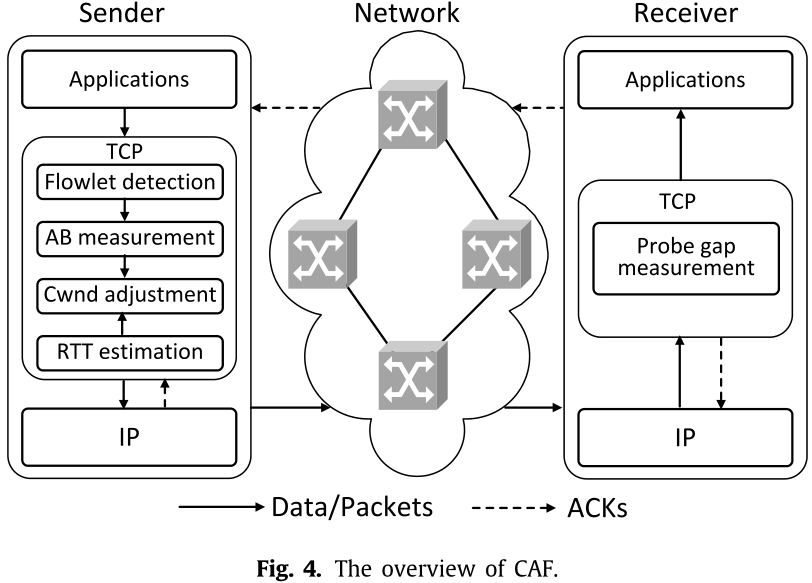 Sender
Network
Receiver
Applications
TCP
Flowlet detection
AB measurement
Cwnd adjustment
RTT estimation
IP
Applications
TCP
Probe gap
measurement
IP
Data/Packets
ACKs
Fig. 4. The overview of CAF.